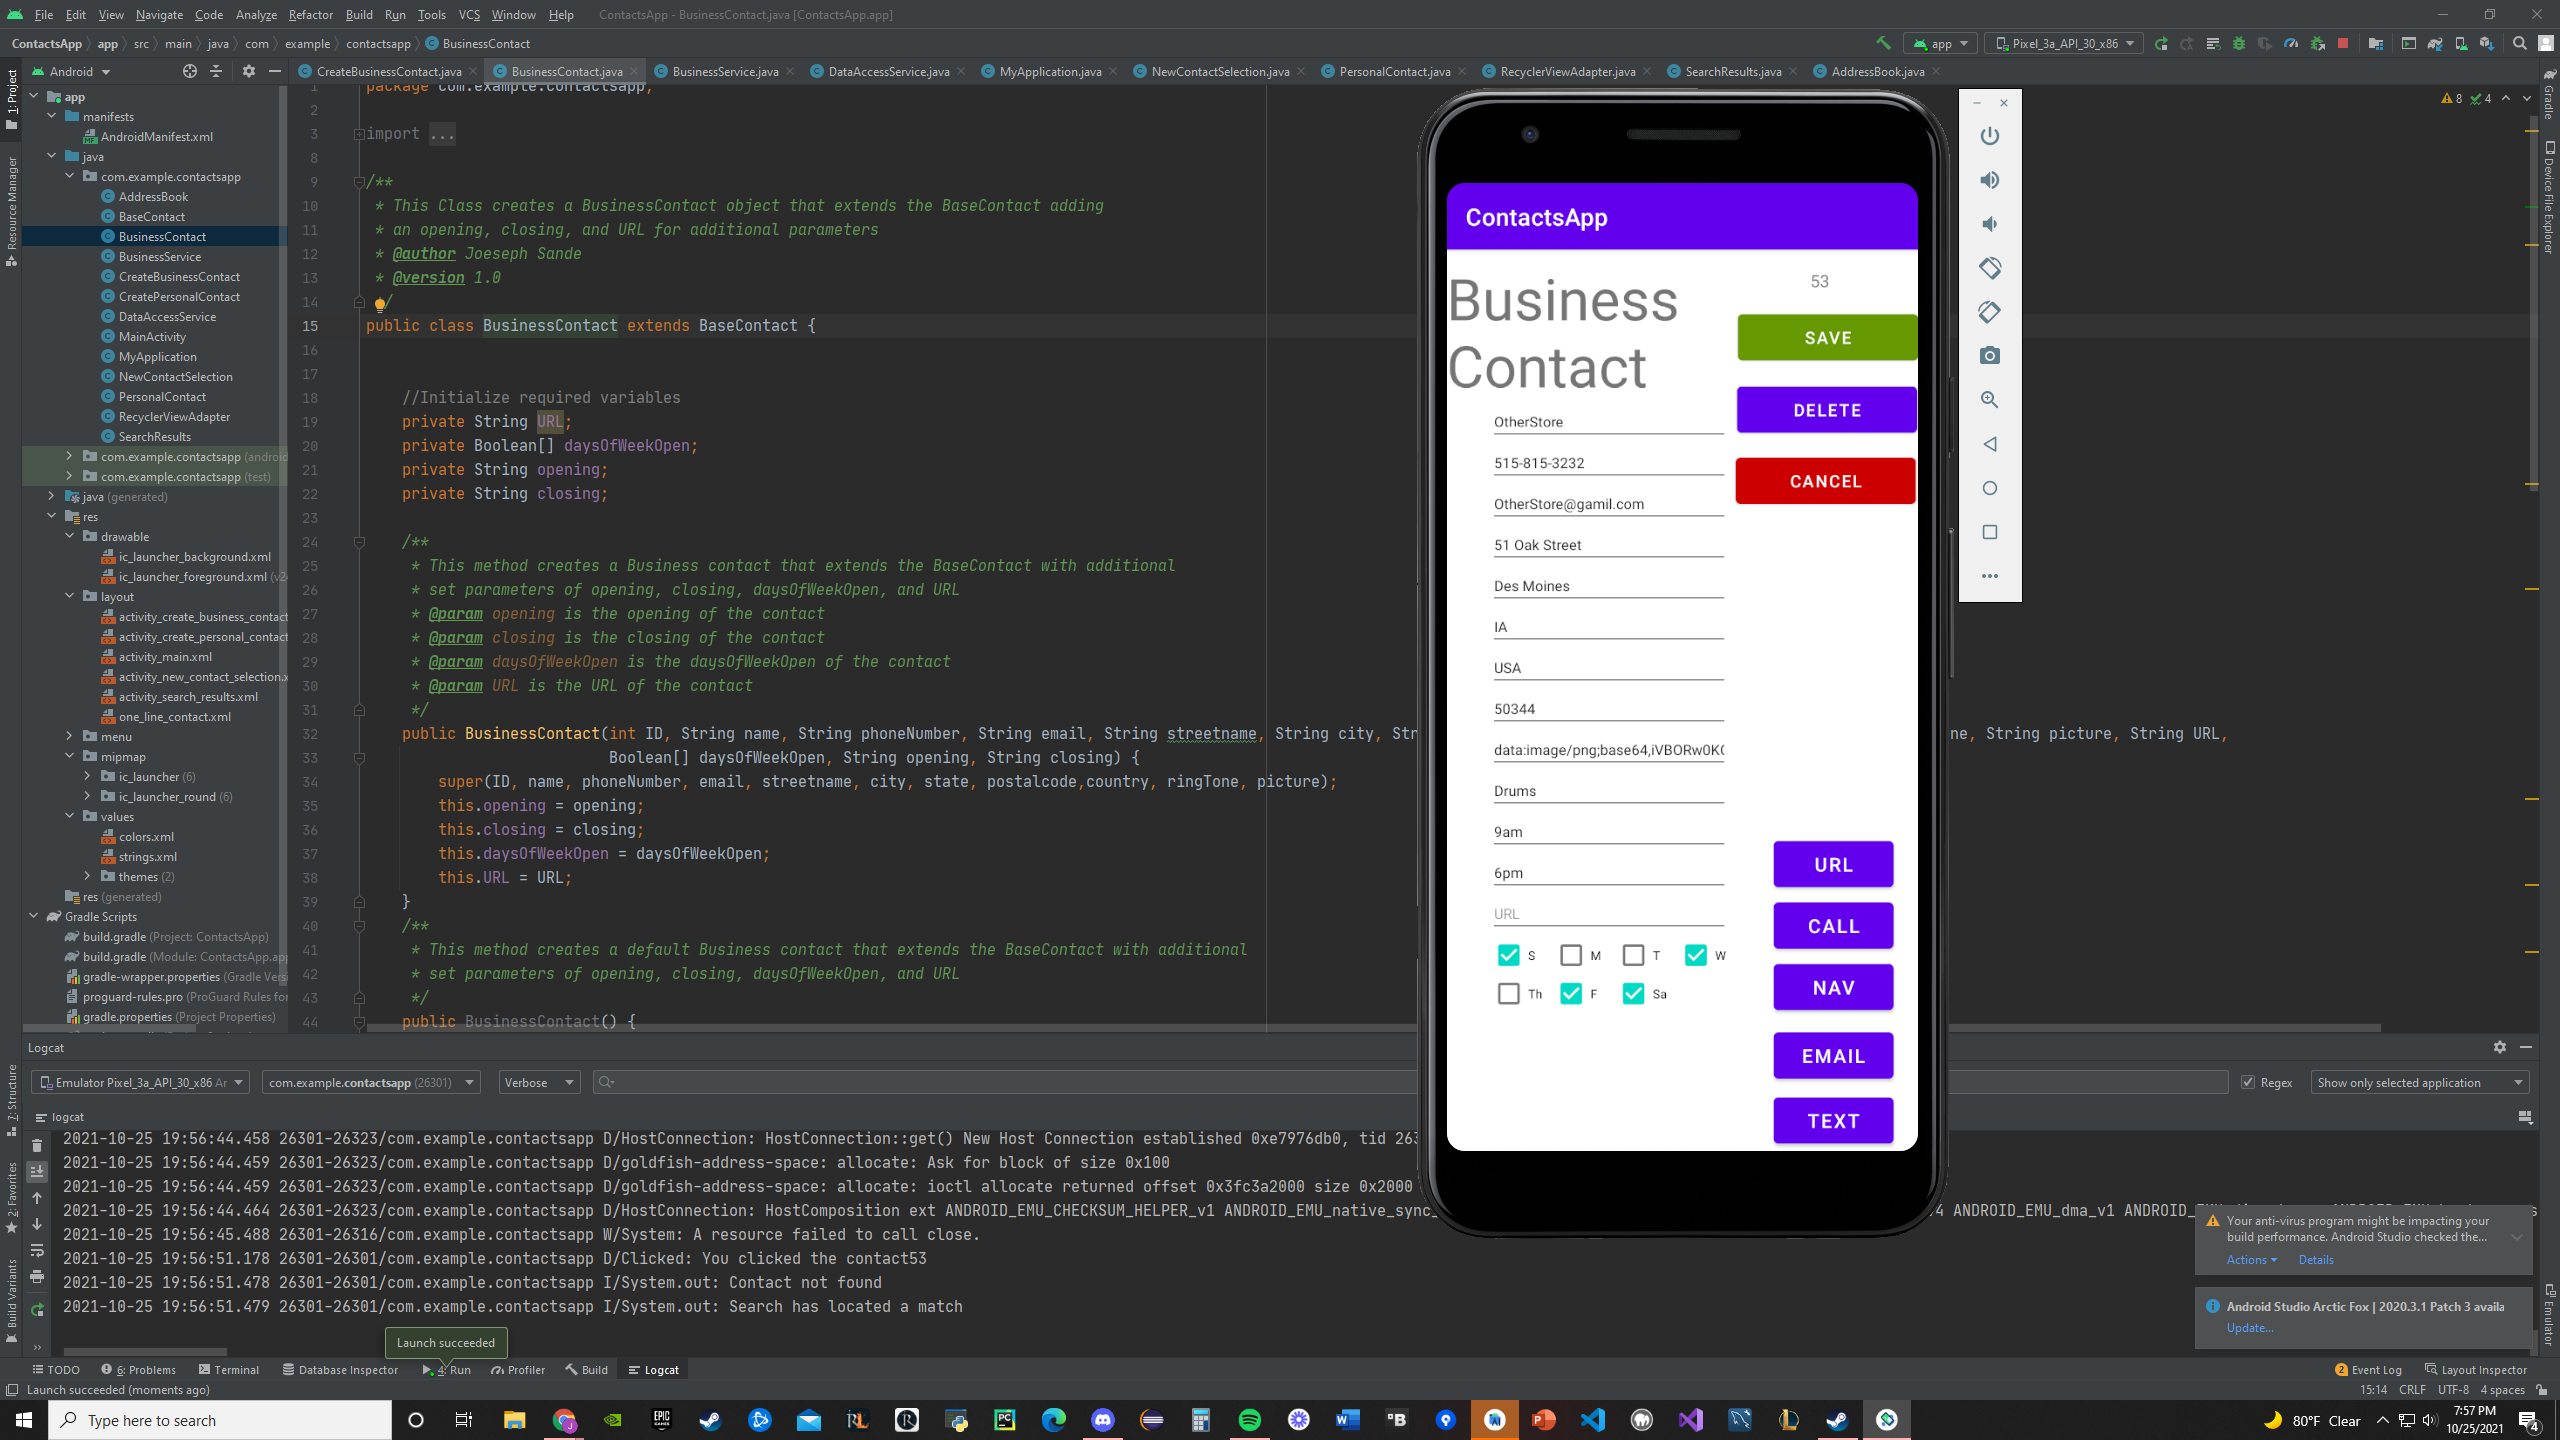 File Edit View Navigate Code Analyze Refactor Build Run Tools VCS Window Help ContactsApp - BusinessContact.java [ContactsApp.app]
ContactsApp app src main java com example contactsapp BusinessContact app Pixel_3a_API_30_x86
Android CreateBusinessContact.java BusinessContact.java BusinessService.java DataAccessService.java MyApplication.java NewContactSelection.java PersonalContact.java RecyclerViewAdapter.java SearchResults.java AddressBook.java
1: Project
Resource Manager
7: Structure
2: Favorites
Build Variants
app
manifests
AndroidManifest.xml
java
com.example.contactsapp
AddressBook
BaseContact
BusinessContact
BusinessService
CreateBusinessContact
CreatePersonalContact
DataAccessService
MainActivity
MyApplication
NewContactSelection
PersonalContact
RecyclerViewAdapter
SearchResults
com.example.contactsapp (android
com.example.contactsapp (test)
java (generated)
res
drawable
ic_launcher_background.xml
ic_launcher_foreground.xml (v24
layout
activity_create_business_contact
activity_create_personal_contact
activity_main.xml
activity_new_contact_selection.x
activity_search_results.xml
one_line_contact.xml
menu
mipmap
ic_launcher (6)
ic_launcher_round (6)
values
colors.xml
strings.xml
themes (2)
res (generated)
Gradle Scripts
build.gradle (Project: ContactsApp)
build.gradle (Module: ContactsApp.app
gradle-wrapper.properties (Gradle Versi
proguard-rules.pro (ProGuard Rules for
gradle.properties (Project Properties)
1 package com.example.contactsapp;
2
3 import ...
8
9 /**
10 * This Class creates a BusinessContact object that extends the BaseContact adding
11 * an opening, closing, and URL for additional parameters
12 * @author Joeseph Sande
13 * @version 1.0
14 */
15 public class BusinessContact extends BaseContact {
16
17
18 //Initialize required variables
19 private String URL;
20 private Boolean[] daysOfWeekOpen;
21 private String opening;
22 private String closing;
23
24 /**
25 * This method creates a Business contact that extends the BaseContact with additional
26 * set parameters of opening, closing, daysOfWeekOpen, and URL
27 * @param opening is the opening of the contact
28 * @param closing is the closing of the contact
29 * @param daysOfWeekOpen is the daysOfWeekOpen of the contact
30 * @param URL is the URL of the contact
31 */
32 public BusinessContact(int ID, String name, String phoneNumber, String email, String streetname, String city, Str ne, String picture, String URL,
33 Boolean[] daysOfWeekOpen, String opening, String closing) {
34 super(ID, name, phoneNumber, email, streetname, city, state, postalcode,country, ringTone, picture);
35 this.opening = opening;
36 this.closing = closing;
37 this.daysOfWeekOpen = daysOfWeekOpen;
38 this.URL = URL;
39 }
40 /**
41 * This method creates a default Business contact that extends the BaseContact with additional
42 * set parameters of opening, closing, daysOfWeekOpen, and URL
43 */
44 public BusinessContact() {
8 4
Gradle
Device File Explorer
Emulator
ContactsApp
Business
Contact
53
SAVE
DELETE
CANCEL
OtherStore
515-815-3232
OtherStore@gamil.com
51 Oak Street
Des Moines
IA
USA
50344
data:image/png;base64,iVBORw0KG
Drums
9am
6pm
URL
S M T W
Th F Sa
URL
CALL
NAV
EMAIL
TEXT
Logcat
Emulator Pixel_3a_API_30_x86 Ar com.example.contactsapp (26301) Verbose Regex Show only selected application
logcat
2021-10-25 19:56:44.458 26301-26323/com.example.contactsapp D/HostConnection: HostConnection::get() New Host Connection established 0xe7976db0, tid 263
2021-10-25 19:56:44.459 26301-26323/com.example.contactsapp D/goldfish-address-space: allocate: Ask for block of size 0x100
2021-10-25 19:56:44.459 26301-26323/com.example.contactsapp D/goldfish-address-space: allocate: ioctl allocate returned offset 0x3fc3a2000 size 0x2000
2021-10-25 19:56:44.464 26301-26323/com.example.contactsapp D/HostConnection: HostComposition ext ANDROID_EMU_CHECKSUM_HELPER_v1 ANDROID_EMU_native_sync_ 4 ANDROID_EMU_dma_v1
2021-10-25 19:56:45.488 26301-26316/com.example.contactsapp W/System: A resource failed to call close.
2021-10-25 19:56:51.178 26301-26301/com.example.contactsapp D/Clicked: You clicked the contact53
2021-10-25 19:56:51.478 26301-26301/com.example.contactsapp I/System.out: Contact not found
2021-10-25 19:56:51.479 26301-26301/com.example.contactsapp I/System.out: Search has located a match
Your anti-virus program might be impacting your
build performance. Android Studio checked the...
Actions Details
Android Studio Arctic Fox | 2020.3.1 Patch 3 availa
Update...
Launch succeeded
TODO 6: Problems Terminal Database Inspector 4: Run Profiler Build Logcat 2 Event Log Layout Inspector
Launch succeeded (moments ago) 15:14 CRLF UTF-8 4 spaces
Type here to search
80°F Clear
7:57 PM
10/25/2021
4